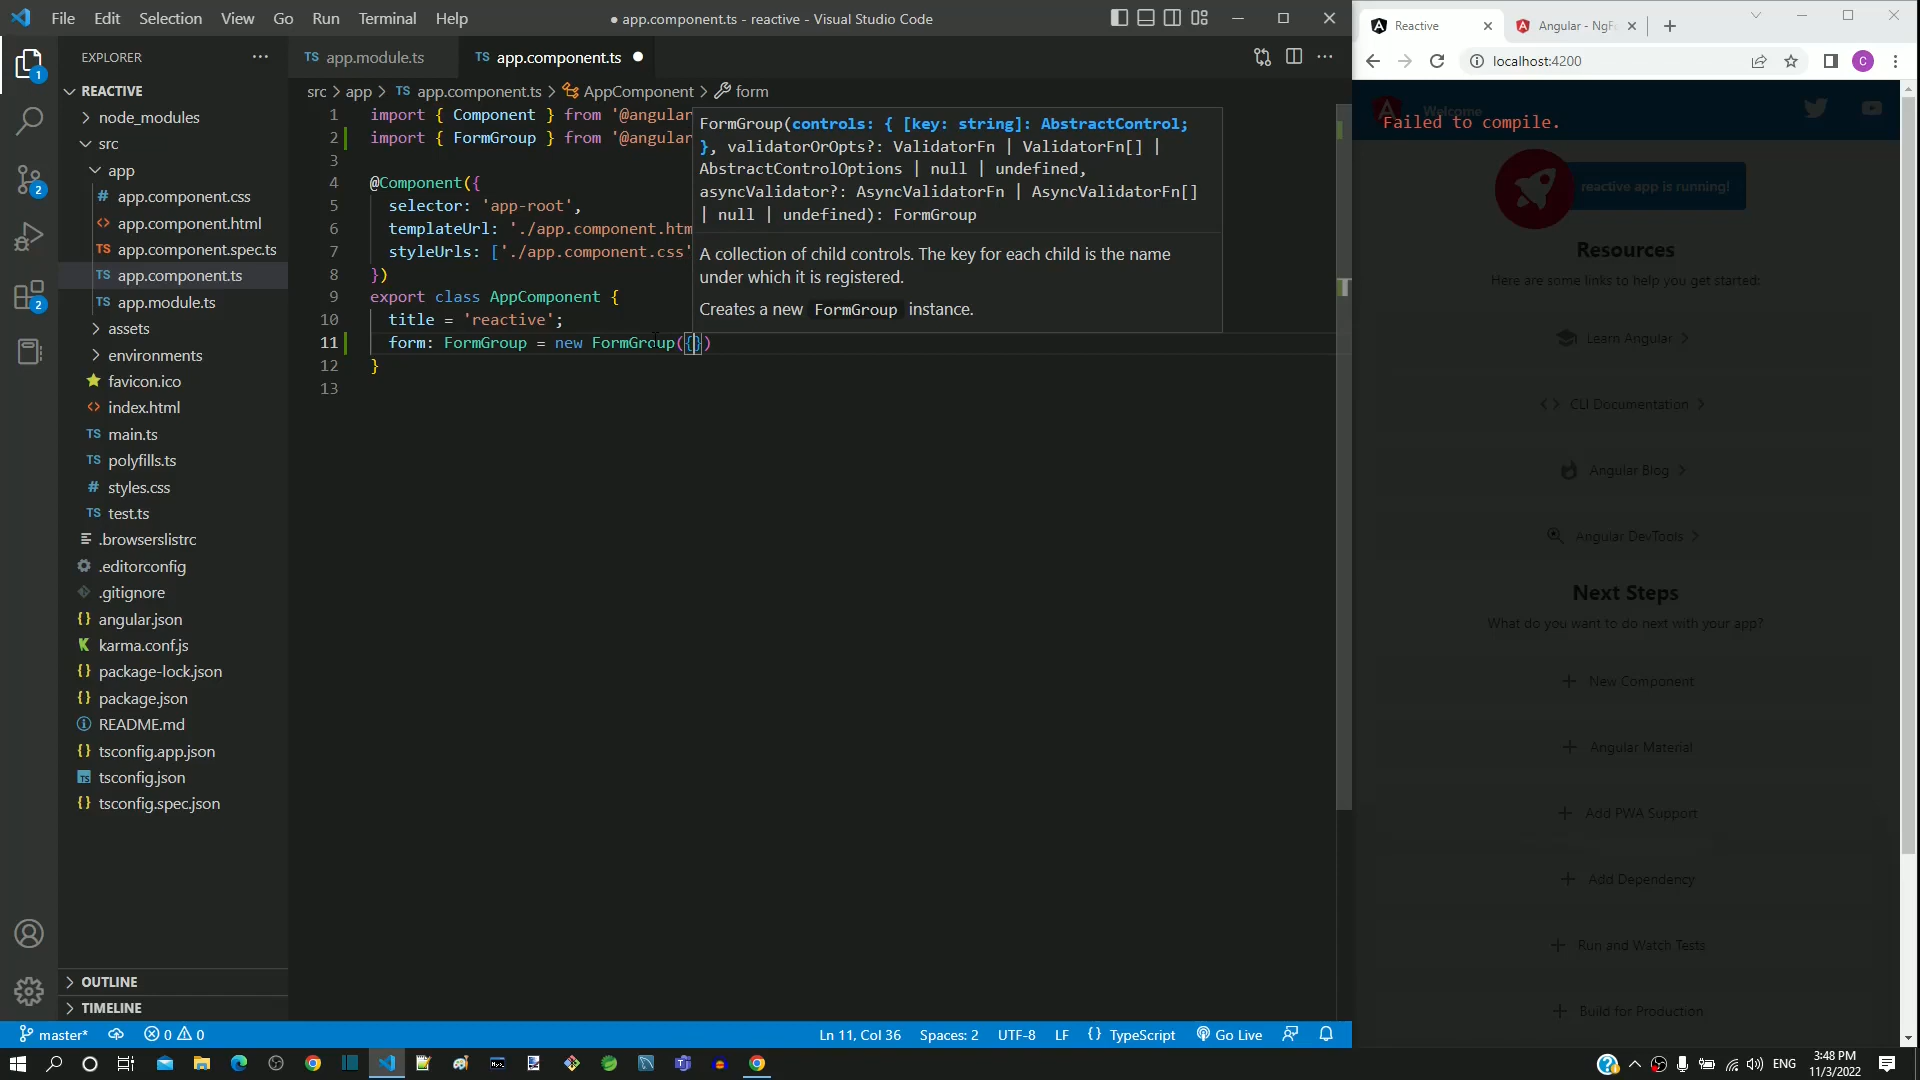 File Edit Selection View Go Run Terminal Help
● app.component.ts - reactive - Visual Studio Code
EXPLORER
REACTIVE
node_modules
src
app
app.component.css
app.component.html
app.component.spec.ts
app.component.ts
app.module.ts
assets
environments
favicon.ico
index.html
main.ts
polyfills.ts
styles.css
test.ts
.browserslistrc
.editorconfig
.gitignore
angular.json
karma.conf.js
package-lock.json
package.json
README.md
tsconfig.app.json
tsconfig.json
tsconfig.spec.json
OUTLINE
TIMELINE
TS app.module.ts
TS app.component.ts
src > app > TS app.component.ts > AppComponent > form
1 import { Component } from '@angular
2 import { FormGroup } from '@angular
3
4 @Component({
5 selector: 'app-root',
6 templateUrl: './app.component.htm
7 styleUrls: ['./app.component.css'
8 })
9 export class AppComponent {
10 title = 'reactive';
11 form: FormGroup = new FormGroup({})
12 }
13
FormGroup(controls: { [key: string]: AbstractControl;
}, validatorOrOpts?: ValidatorFn | ValidatorFn[] |
AbstractControlOptions | null | undefined,
asyncValidator?: AsyncValidatorFn | AsyncValidatorFn[]
| null | undefined): FormGroup
A collection of child controls. The key for each child is the name
under which it is registered.
Creates a new FormGroup instance.
master* 0 0
Ln 11, Col 36 Spaces: 2 UTF-8 LF {} TypeScript Go Live
Reactive
Angular - NgF
localhost:4200
C
Welcome
Failed to compile.
reactive app is running!
Resources
Here are some links to help you get started:
Learn Angular
CLI Documentation
Angular Blog
Angular DevTools
Next Steps
What do you want to do next with your app?
New Component
Angular Material
Add PWA Support
Add Dependency
Run and Watch Tests
Build for Production
ENG
3:48 PM
11/3/2022